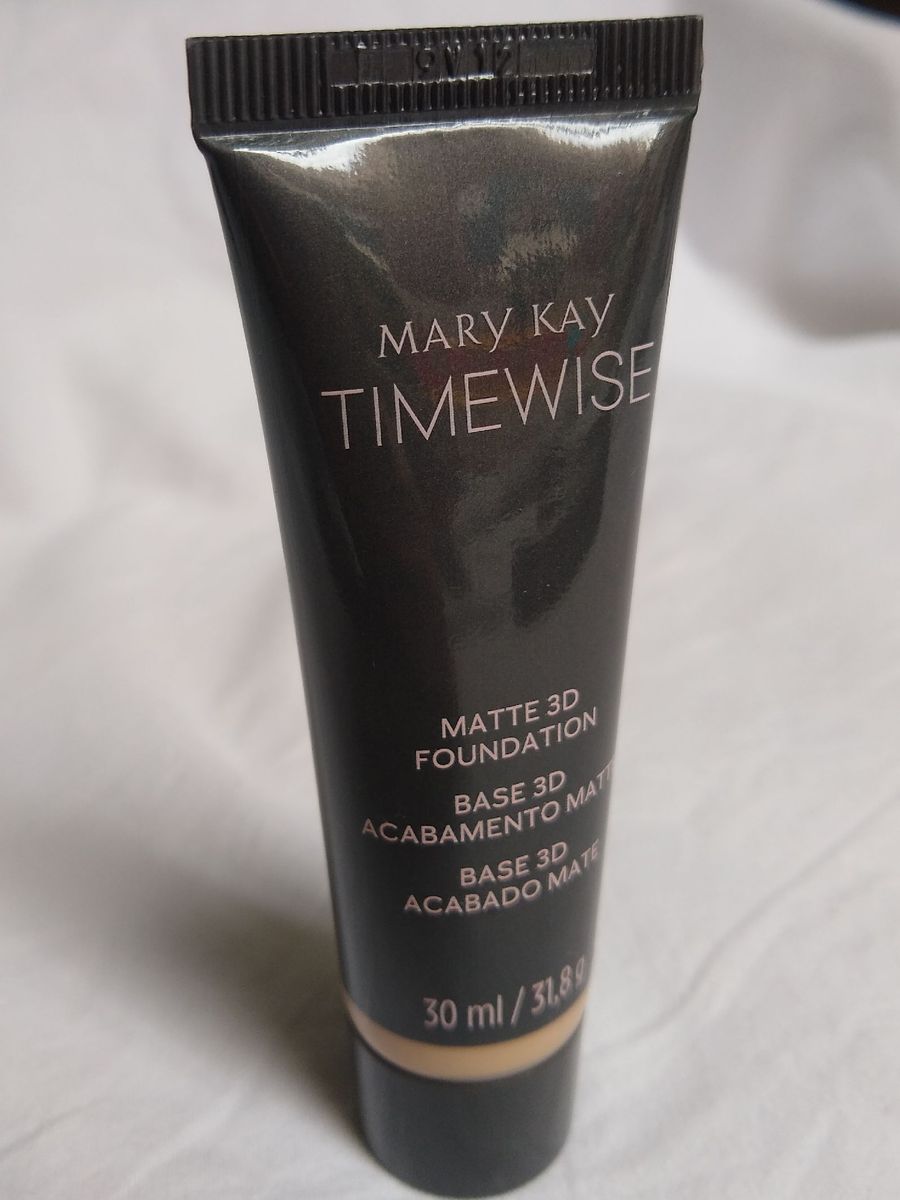 MARY KAY
TIMEWISE
MATTE 3D
FOUNDATION
BASE 3D
ACABAMENTO MATT
BASE 3D
ACABADO MATE
30 ml / 31,8 g